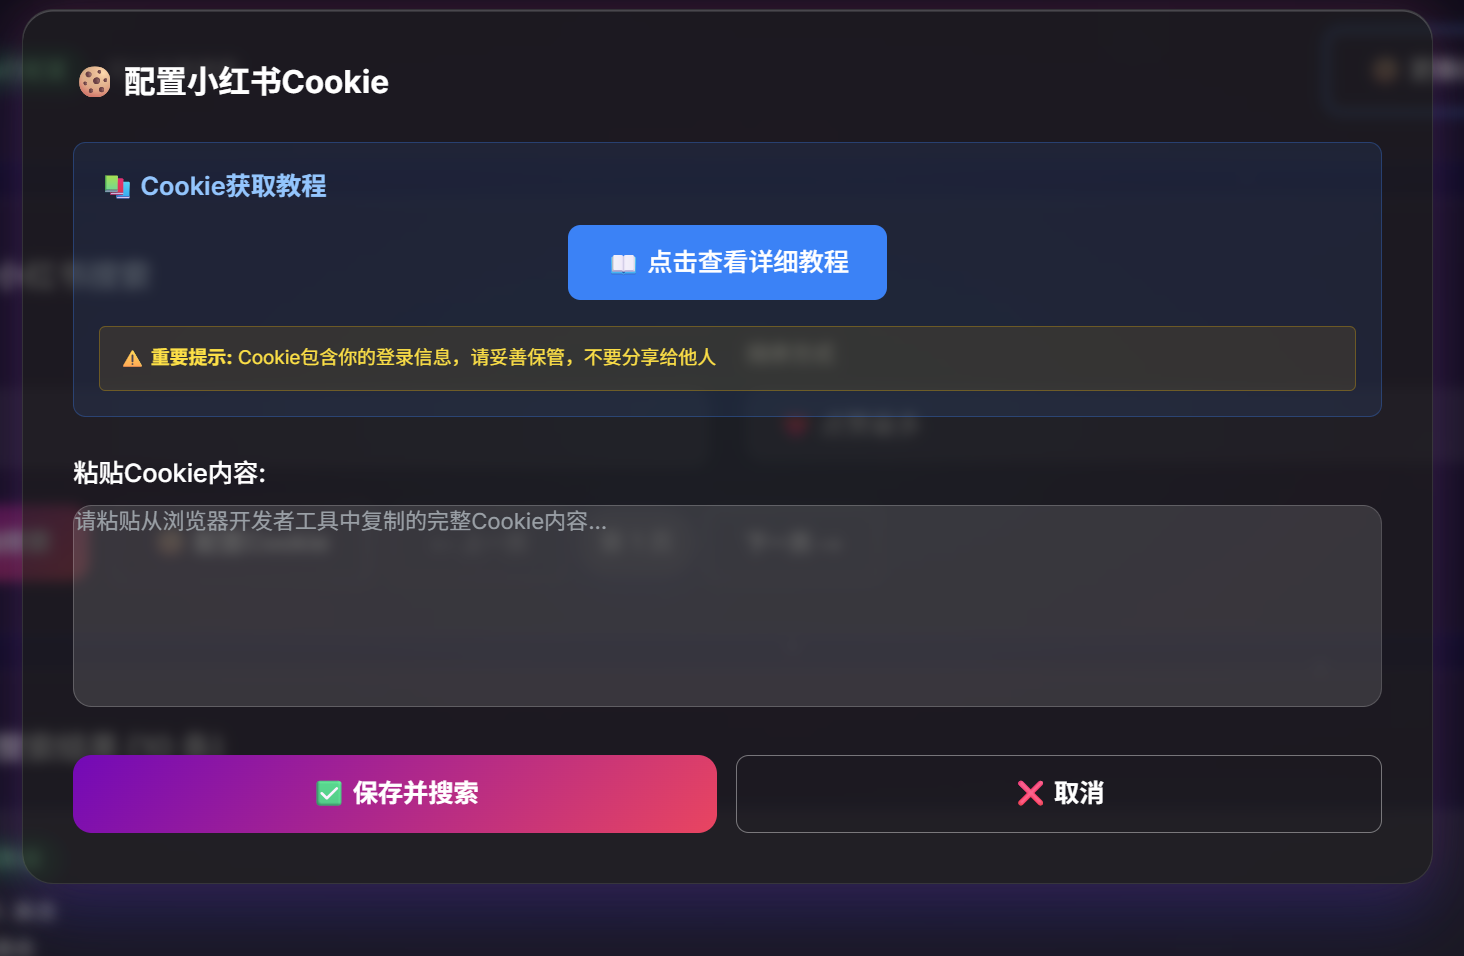 配置小红书Cookie
Cookie获取教程
点击查看详细教程
重要提示: Cookie包含你的登录信息，请妥善保管，不要分享给他人
粘贴Cookie内容:
请粘贴从浏览器开发者工具中复制的完整Cookie内容...
保存并搜索
取消